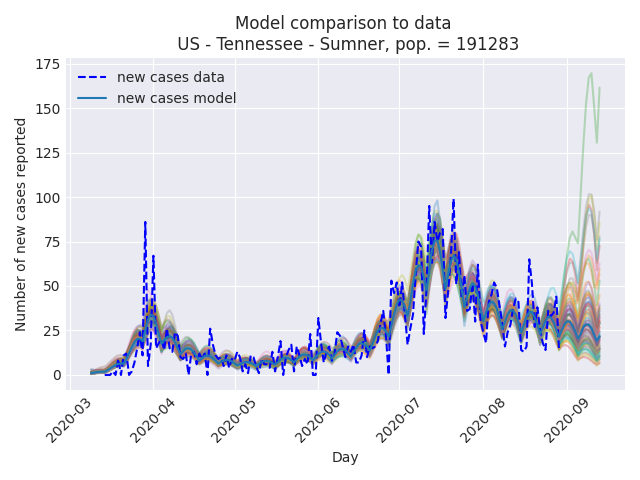 Model comparison to data
US - Tennessee - Sumner, pop. = 191283
new cases data
new cases model
Number of new cases reported
175
150
125
100
75
50
25
0
2020-03
2020-04
2020-05
2020-06
2020-07
2020-08
2020-09
Day